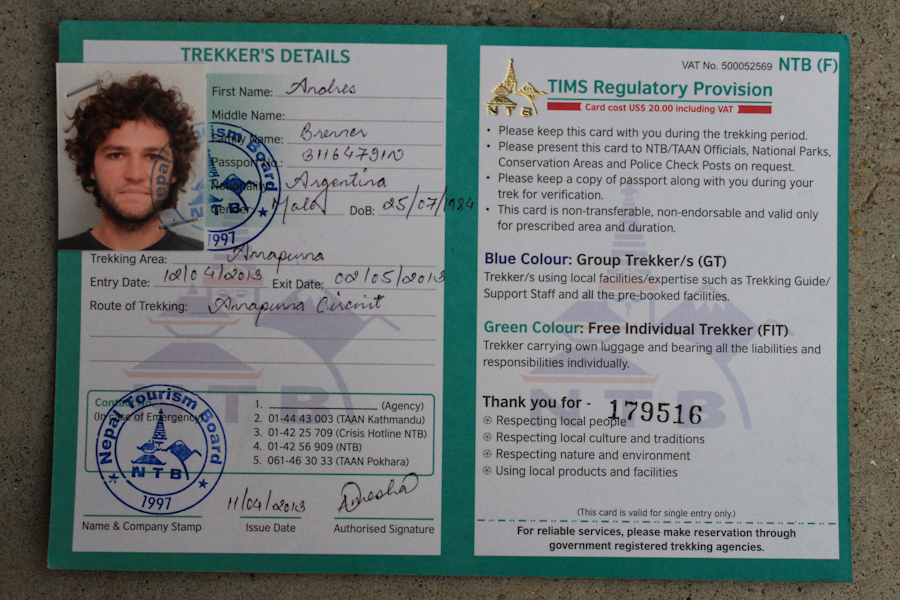 TREKKER'S DETAILS
First Name: Andres
Middle Name:
Family Name: Brenner
Passport No.: 31164791N
Nationality: Argentina
Gender: Male DoB: 25/07/1984
Trekking Area: Annapurna
Entry Date: 12/04/2013 Exit Date: 02/05/2013
Route of Trekking: Annapurna Circuit
Nepal Tourism Board
NTB
1997
Contact No.
(In Case of Emergency)
1. (Agency)
2. 01-44 43 003 (TAAN Kathmandu)
3. 01-42 25 709 (Crisis Hotline NTB)
4. 01-42 56 909 (NTB)
5. 061-46 30 33 (TAAN Pokhara)
Nepal Tourism Board
NTB
1997
11/04/2013
Name & Company Stamp Issue Date Authorised Signature
VAT No. 500052569 NTB (F)
NTB
TIMS Regulatory Provision
Card cost US$ 20.00 including VAT
• Please keep this card with you during the trekking period.
• Please present this card to NTB/TAAN Officials, National Parks,
Conservation Areas and Police Check Posts on request.
• Please keep a copy of passport along with you during your
trek for verification.
• This card is non-transferable, non-endorsable and valid only
for prescribed area and duration.
Blue Colour: Group Trekker/s (GT)
Trekker/s using local facilities/expertise such as Trekking Guide/
Support Staff and all the pre-booked facilities.
Green Colour: Free Individual Trekker (FIT)
Trekker carrying own luggage and bearing all the liabilities and
responsibilities individually.
Thank you for - 179516
Respecting local people
Respecting local culture and traditions
Respecting nature and environment
Using local products and facilities
(This card is valid for single entry only.)
For reliable services, please make reservation through
government registered trekking agencies.